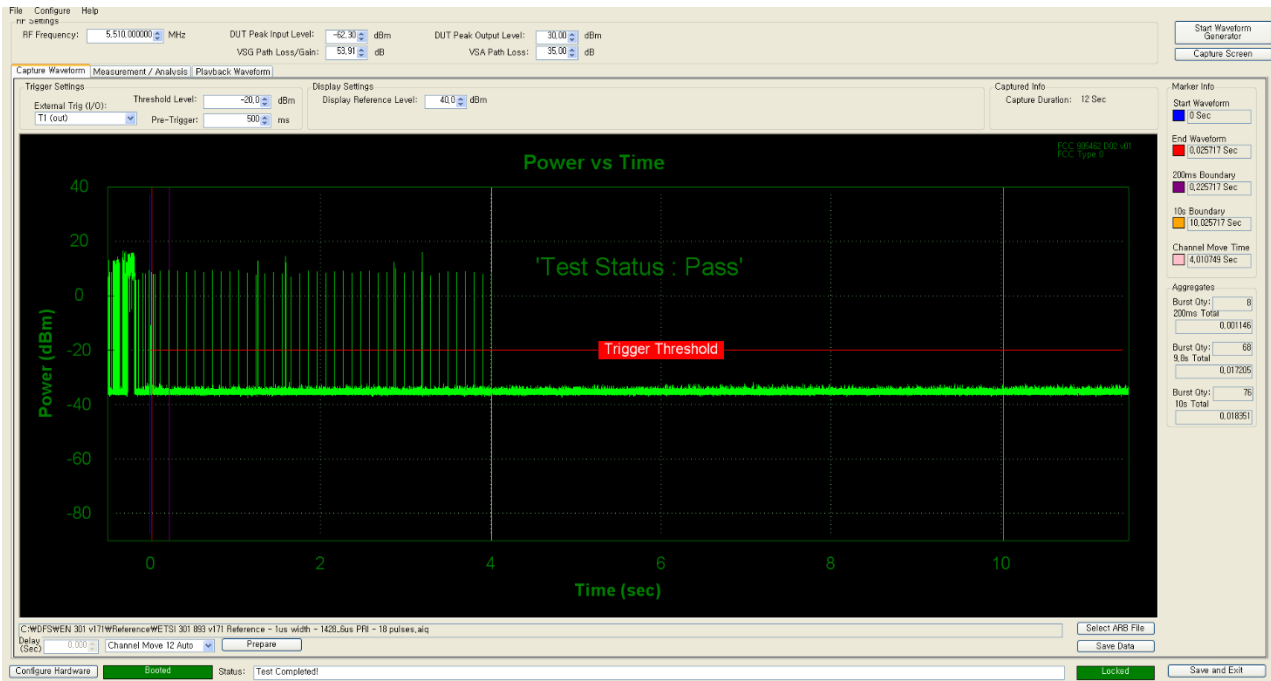 File Configure Help
RF Settings
RF Frequency: 5.510,000000 MHz DUT Peak Input Level: -62,30 dBm DUT Peak Output Level: 30,00 dBm
VSG Path Loss/Gain: 53,91 dB VSA Path Loss: 35,00 dB
Start Waveform
Generator
Capture Screen
Capture Waveform Measurement / Analysis Playback Waveform
Trigger Settings
External Trig (I/O):
T1 (out)
Threshold Level: -20,0 dBm
Pre-Trigger: 500 ms
Display Settings
Display Reference Level: 40,0 dBm
Captured Info
Capture Duration: 12 Sec
FCC 905462 D02 v01
FCC Type 0
Power vs Time
'Test Status : Pass'
Trigger Threshold
Power (dBm)
40
20
0
-20
-40
-60
-80
0 2 4 6 8 10
Time (sec)
Marker Info
Start Waveform
0 Sec
End Waveform
0,025717 Sec
200ms Boundary
0,225717 Sec
10s Boundary
10,025717 Sec
Channel Move Time
4,010749 Sec
Aggregates
Burst Qty: 8
200ms Total
0,001146
Burst Qty: 68
9,8s Total
0,017205
Burst Qty: 76
10s Total
0,018351
C:₩DFS₩EN 301 v171₩Reference₩ETSI 301 893 v171 Reference - 1us width - 1428_6us PRI - 18 pulses,aiq
Select ARB File
Delay
(Sec) 0,000 Channel Move 12 Auto Prepare
Save Data
Configure Hardware Booted Status: Test Completed! Locked Save and Exit